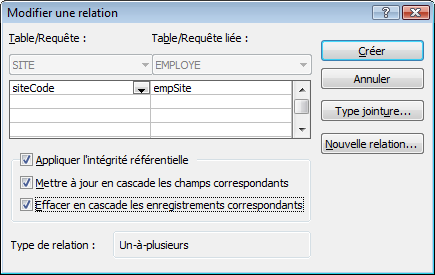 Modifier une relation
Table/Requête :
Table/Requête liée :
SITE
EMPLOYE
siteCode
empSite
Appliquer l'intégrité référentielle
Mettre à jour en cascade les champs correspondants
Effacer en cascade les enregistrements correspondants
Type de relation :
Un-à-plusieurs
Créer
Annuler
Type jointure...
Nouvelle relation...